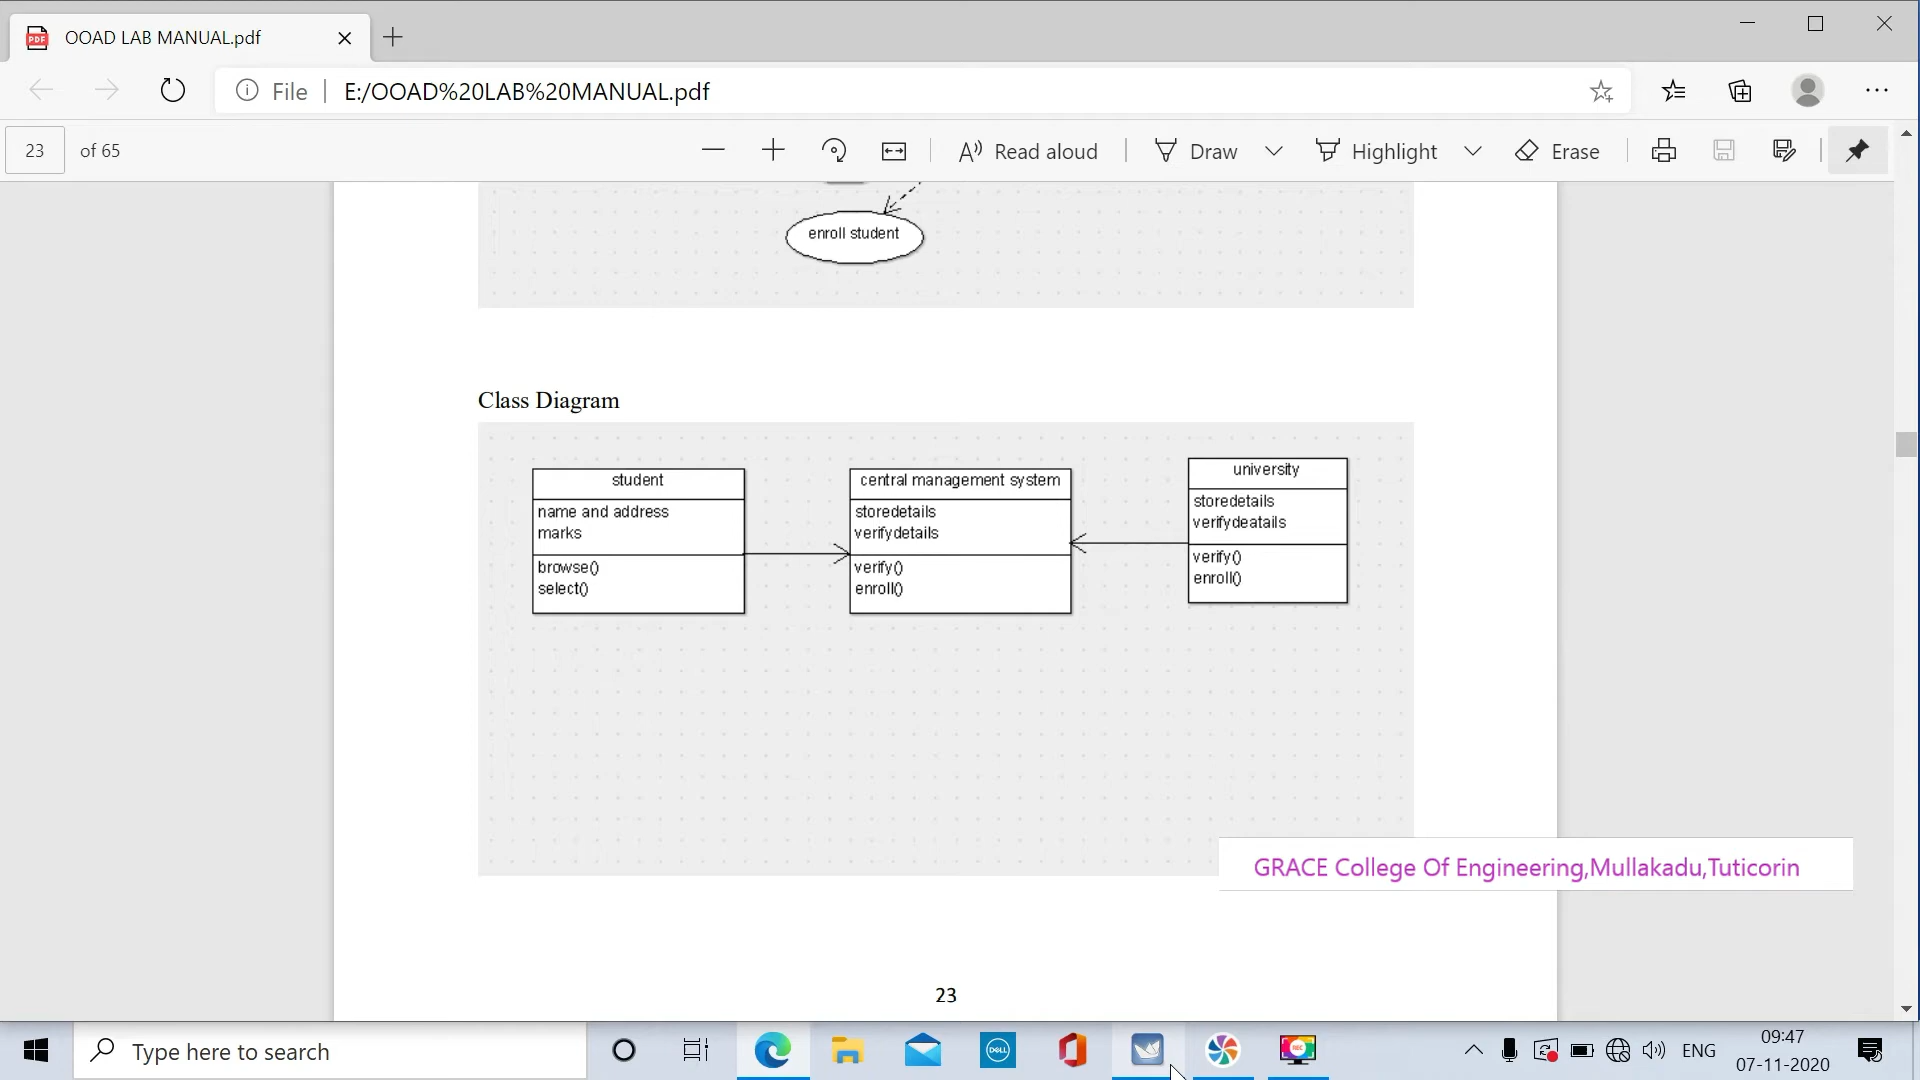 OOAD LAB MANUAL.pdf
File
E:/OOAD%20LAB%20MANUAL.pdf
23 of 65
Read aloud
Draw
Highlight
Erase
enroll student
Class Diagram
student
name and address
marks
browse()
select()
central management system
storedetails
verifydetails
verify()
enroll()
university
storedetails
verifydeatails
verify()
enroll()
GRACE College Of Engineering,Mullakadu,Tuticorin
23
Type here to search
DELL
REC
ENG
09:47
07-11-2020